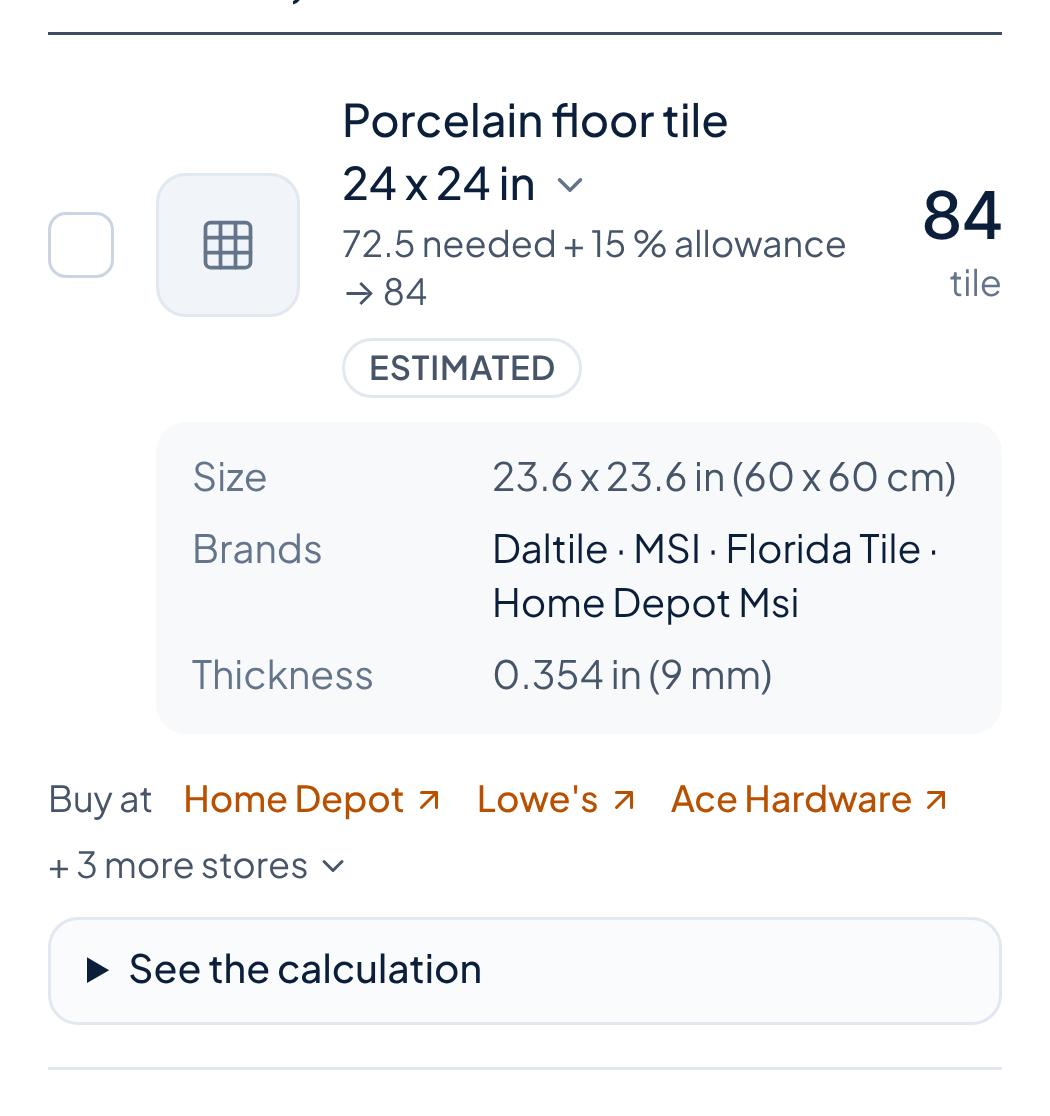 Porcelain floor tile
24 x 24 in
72.5 needed + 15 % allowance
→ 84
84
tile
ESTIMATED
Size 23.6 x 23.6 in (60 x 60 cm)
Brands Daltile · MSI · Florida Tile ·
Home Depot Msi
Thickness 0.354 in (9 mm)
Buy at Home Depot ↗ Lowe's ↗ Ace Hardware ↗
+ 3 more stores
See the calculation